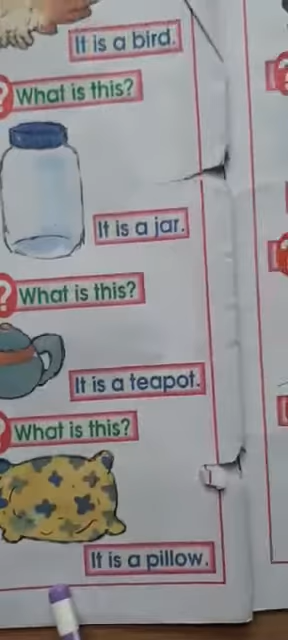 It is a bird.
? What is this?
It is a jar.
? What is this?
It is a teapot.
? What is this?
It is a pillow.